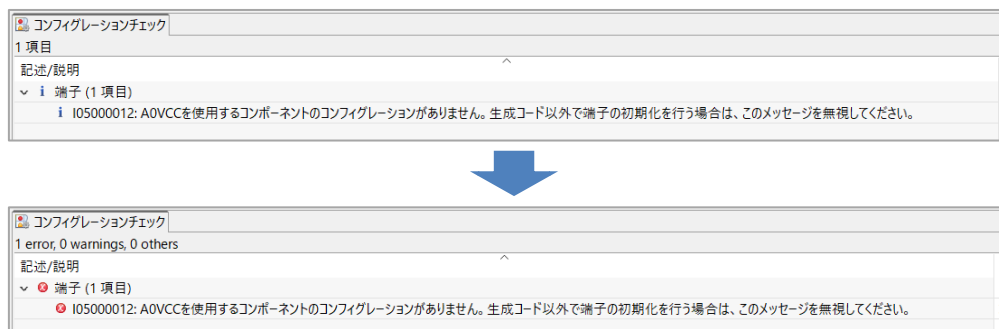 コンフィグレーションチェック
1 項目
記述/説明
端子 (1 項目)
I05000012: A0VCCを使用するコンポーネントのコンフィグレーションがありません。生成コード以外で端子の初期化を行う場合は、このメッセージを無視してください。
コンフィグレーションチェック
1 error, 0 warnings, 0 others
記述/説明
端子 (1 項目)
I05000012: A0VCCを使用するコンポーネントのコンフィグレーションがありません。生成コード以外で端子の初期化を行う場合は、このメッセージを無視してください。